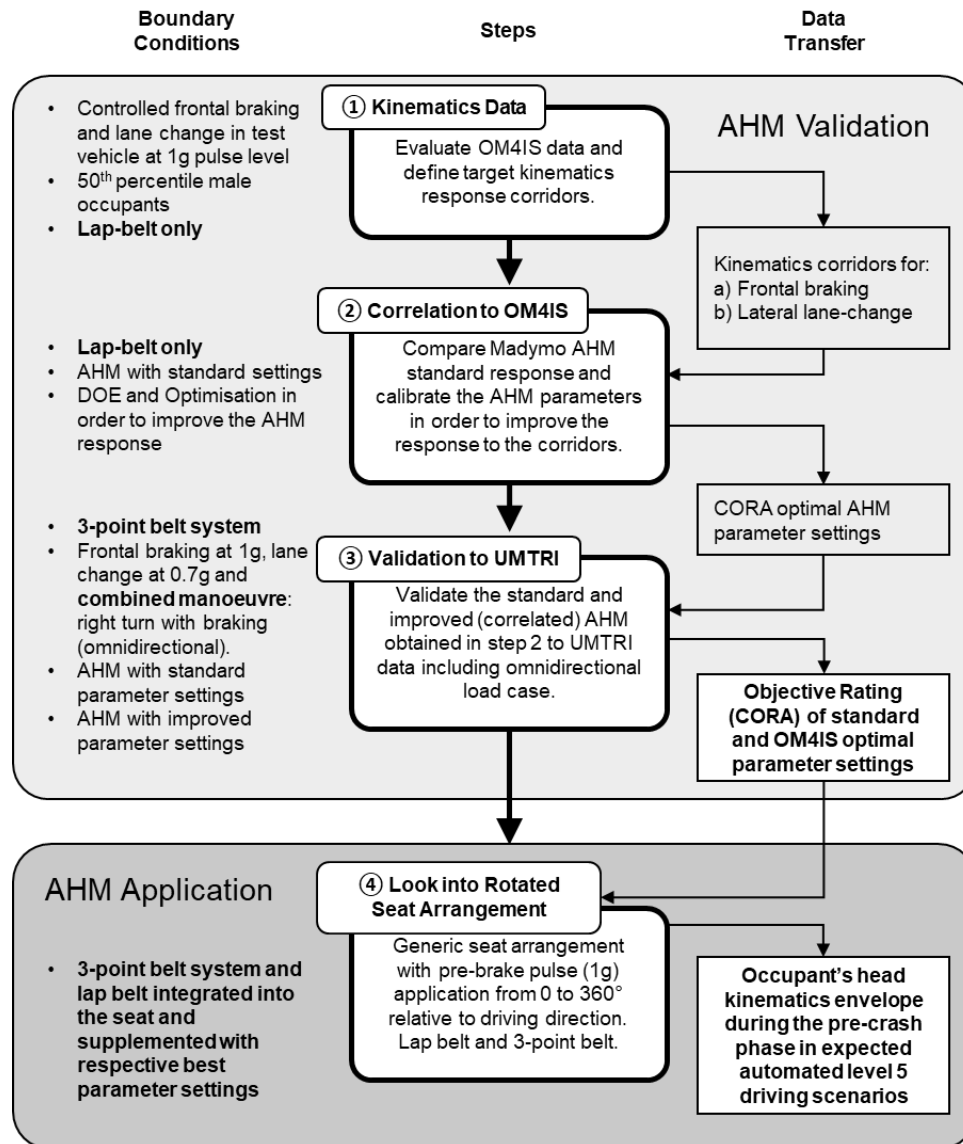 Boundary
Conditions
Steps
Data
Transfer
AHM Validation
• Controlled frontal braking
and lane change in test
vehicle at 1g pulse level
• 50th percentile male
occupants
• Lap-belt only
① Kinematics Data
Evaluate OM4IS data and
define target kinematics
response corridors.
Kinematics corridors for:
a) Frontal braking
b) Lateral lane-change
• Lap-belt only
• AHM with standard settings
• DOE and Optimisation in
order to improve the AHM
response
② Correlation to OM4IS
Compare Madymo AHM
standard response and
calibrate the AHM parameters
in order to improve the
response to the corridors.
CORA optimal AHM
parameter settings
• 3-point belt system
• Frontal braking at 1g, lane
change at 0.7g and
combined manoeuvre:
right turn with braking
(omnidirectional).
• AHM with standard
parameter settings
• AHM with improved
parameter settings
③ Validation to UMTRI
Validate the standard and
improved (correlated) AHM
obtained in step 2 to UMTRI
data including omnidirectional
load case.
Objective Rating
(CORA) of standard
and OM4IS optimal
parameter settings
AHM Application
• 3-point belt system and
lap belt integrated into
the seat and
supplemented with
respective best
parameter settings
④ Look into Rotated
Seat Arrangement
Generic seat arrangement
with pre-brake pulse (1g)
application from 0 to 360°
relative to driving direction.
Lap belt and 3-point belt.
Occupant's head
kinematics envelope
during the pre-crash
phase in expected
automated level 5
driving scenarios